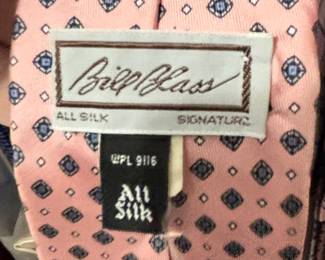 Bill Blass
ALL SILK SIGNATURE
WPL 9116
All
Silk